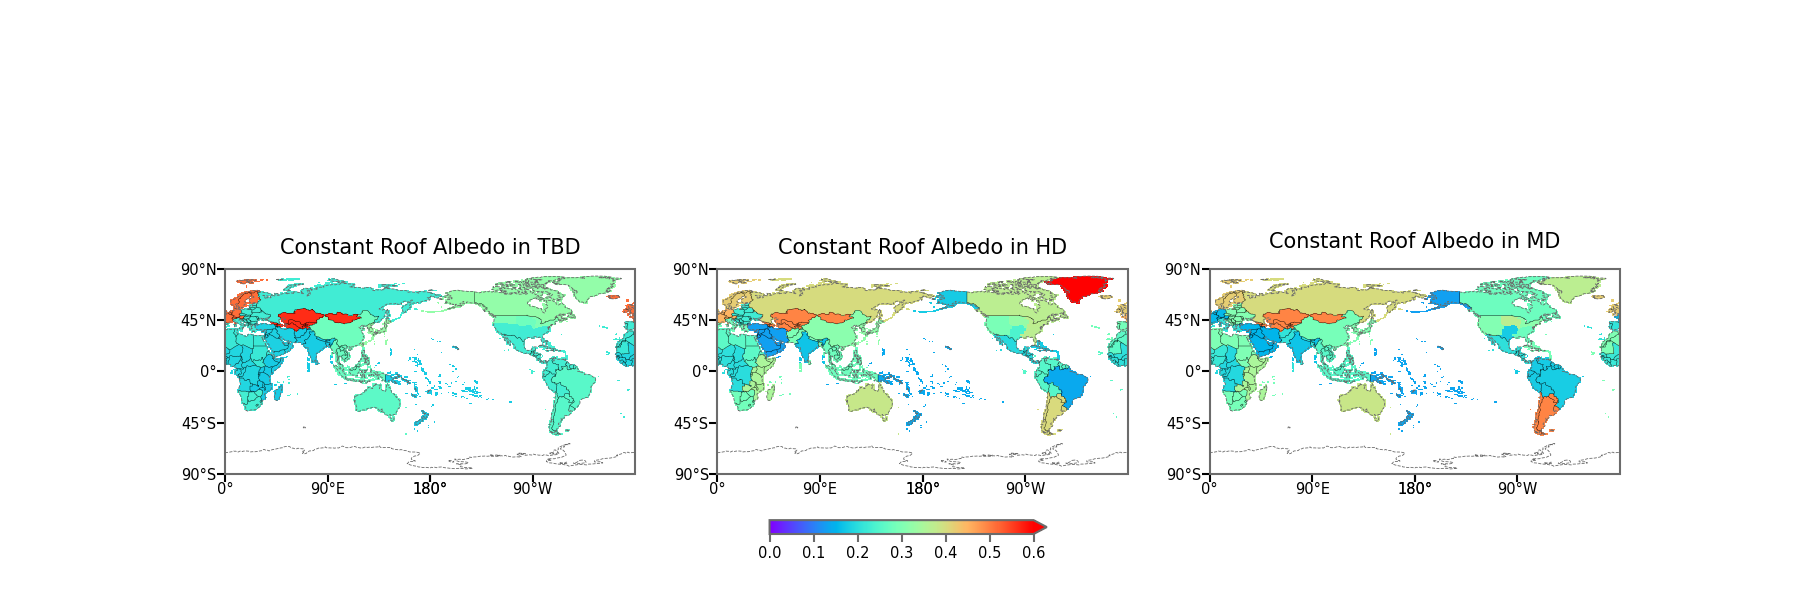 Constant Roof Albedo in TBD
Constant Roof Albedo in HD
Constant Roof Albedo in MD
90°N
45°N
0°
45°S
90°S
0°
90°E
180°
90°W
90°N
45°N
0°
45°S
90°S
0°
90°E
180°
90°W
90°N
45°N
0°
45°S
90°S
0°
90°E
180°
90°W
0.0 0.1 0.2 0.3 0.4 0.5 0.6